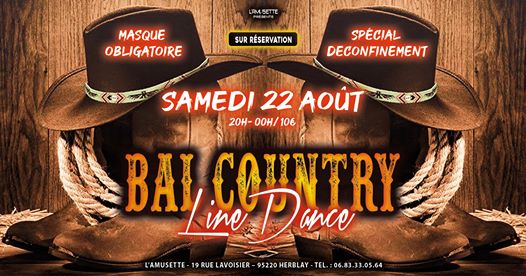 L'AMUSETTE
PRÉSENTE
SUR RÉSERVATION
MASQUE
OBLIGATOIRE
SPÉCIAL
DECONFINEMENT
SAMEDI 22 AOÛT
20H- 00H/ 10€
BAL COUNTRY
Line Dance
L'AMUSETTE - 19 RUE LAVOISIER - 95220 HERBLAY - TEL. : 06.83.33.05.64